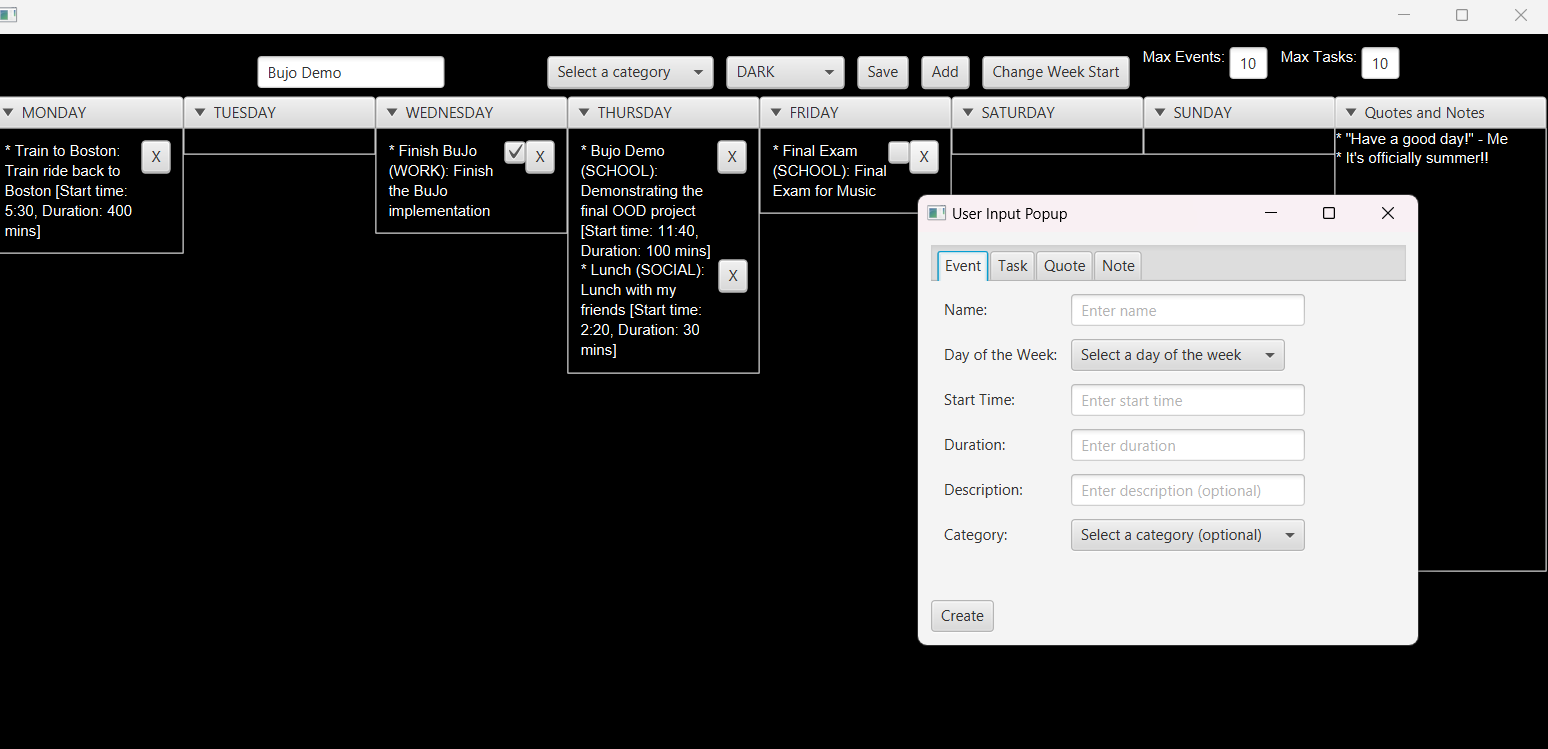 Bujo Demo
Select a category
DARK
Save
Add
Change Week Start
Max Events:
10
Max Tasks:
10
MONDAY
TUESDAY
WEDNESDAY
THURSDAY
FRIDAY
SATURDAY
SUNDAY
Quotes and Notes
* Train to Boston:
Train ride back to
Boston [Start time:
5:30, Duration: 400
mins]
X
* Finish BuJo
(WORK): Finish
the BuJo
implementation
X
* Bujo Demo
(SCHOOL):
Demonstrating the
final OOD project
[Start time: 11:40,
Duration: 100 mins]
X
* Lunch (SOCIAL):
Lunch with my
friends [Start time:
2:20, Duration: 30
mins]
X
* Final Exam
(SCHOOL): Final
Exam for Music
X
* "Have a good day!" - Me
* It's officially summer!!
User Input Popup
Event
Task
Quote
Note
Name:
Enter name
Day of the Week:
Select a day of the week
Start Time:
Enter start time
Duration:
Enter duration
Description:
Enter description (optional)
Category:
Select a category (optional)
Create